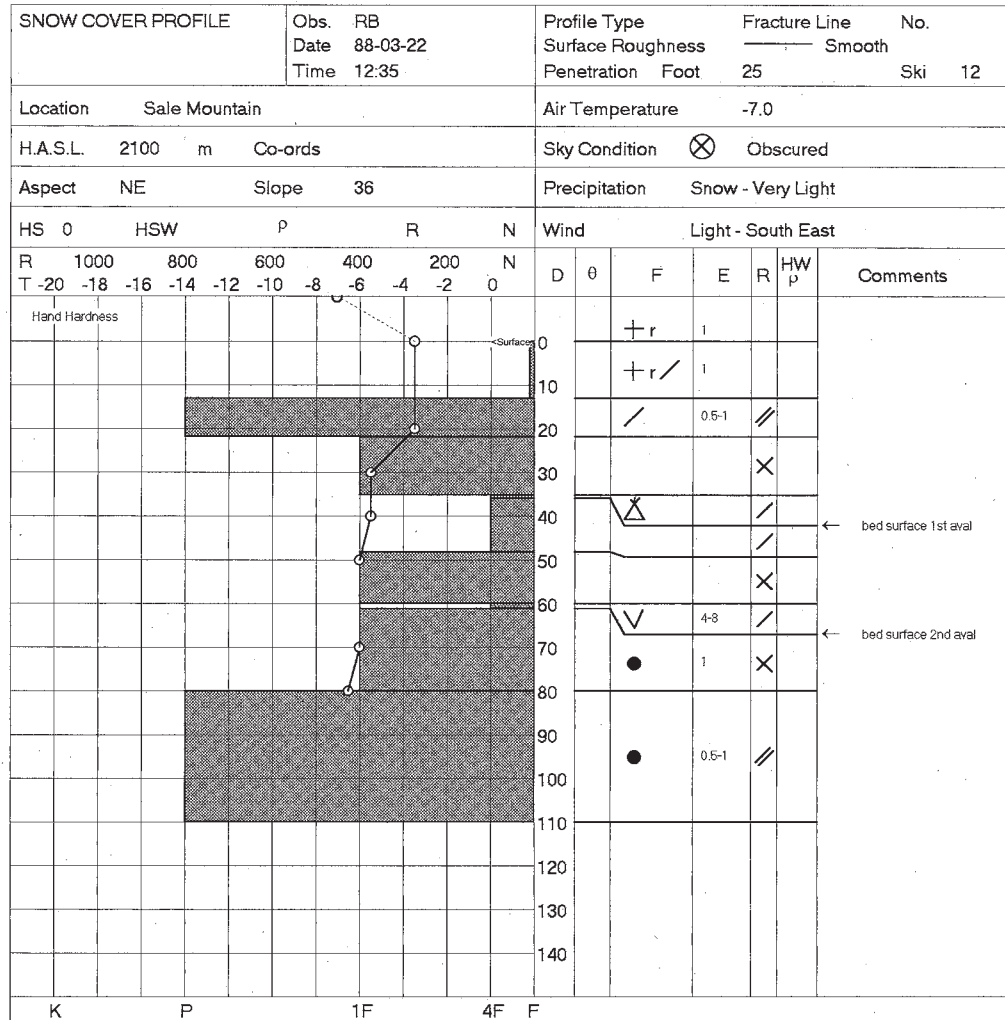 SNOW COVER PROFILE
Obs. RB
Date 88-03-22
Time 12:35
Profile Type Fracture Line No.
Surface Roughness Smooth
Penetration Foot 25 Ski 12
Location Sale Mountain
Air Temperature -7.0
H.A.S.L. 2100 m Co-ords
Sky Condition Obscured
Aspect NE Slope 36
Precipitation Snow - Very Light
HS 0 HSW ρ R N
Wind Light - South East
R 1000 800 600 400 200 N
T -20 -18 -16 -14 -12 -10 -8 -6 -4 -2 0
D θ F E R HW ρ Comments
Hand Hardness
<Surface 0
+ r 1
10
+ r / 1
20
/ 0.5-1
30
40
bed surface 1st aval
50
60
4-8
bed surface 2nd aval
70
1
80
90
0.5-1
100
110
120
130
140
K P 1F 4F F